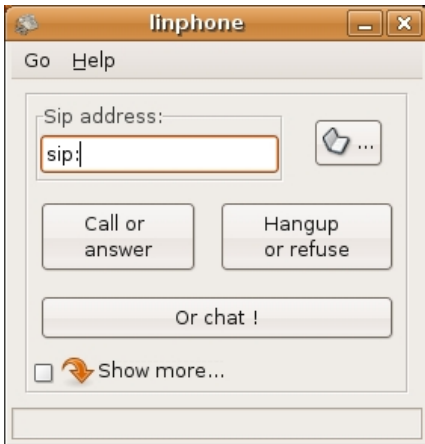 linphone
Go Help
Sip address:
sip:
...
Call or
answer
Hangup
or refuse
Or chat !
Show more...